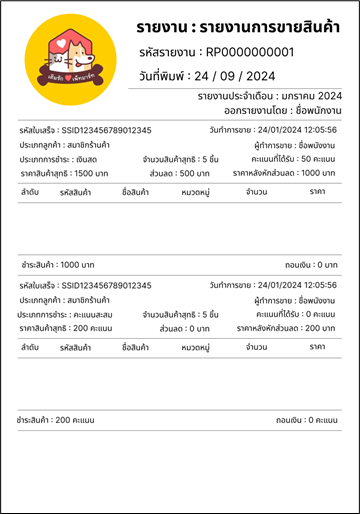 รายงาน : รายงานการขายสินค้า
รหัสรายงาน : RP0000000001
วันที่พิมพ์ : 24 / 09 / 2024
เติมรัก เพ็ทมาร์ท
รายงานประจำเดือน : มกราคม 2024
ออกรายงานโดย : ชื่อพนักงาน
รหัสใบเสร็จ : SSID123456789012345 วันทำการขาย : 24/01/2024 12:05:56
ประเภทลูกค้า : สมาชิกร้านค้า ผู้ทำการขาย : ชื่อพนังงาน
ประเภทการชำระ : เงินสด จำนวนสินค้าสุทธิ : 5 ชิ้น คะแนนที่ได้รับ : 50 คะแนน
ราคาสินค้าสุทธิ : 1500 บาท ส่วนลด : 500 บาท ราคาหลังหักส่วนลด : 1000 บาท
ลำดับ รหัสสินค้า ชื่อสินค้า หมวดหมู่ จำนวน ราคา
ชำระสินค้า : 1000 บาท ถอนเงิน : 0 บาท
รหัสใบเสร็จ : SSID123456789012345 วันทำการขาย : 24/01/2024 12:05:56
ประเภทลูกค้า : สมาชิกร้านค้า ผู้ทำการขาย : ชื่อพนังงาน
ประเภทการชำระ : คะแนนสะสม จำนวนสินค้าสุทธิ : 5 ชิ้น คะแนนที่ได้รับ : 0 คะแนน
ราคาสินค้าสุทธิ : 200 คะแนน ส่วนลด : 0 บาท ราคาหลังหักส่วนลด : 200 บาท
ลำดับ รหัสสินค้า ชื่อสินค้า หมวดหมู่ จำนวน ราคา
ชำระสินค้า : 200 คะแนน ถอนเงิน : 0 คะแนน